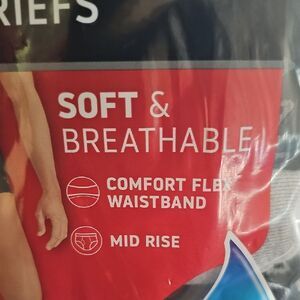 RIEFS
SOFT &
BREATHABLE
COMFORT FLEX
WAISTBAND
MID RISE